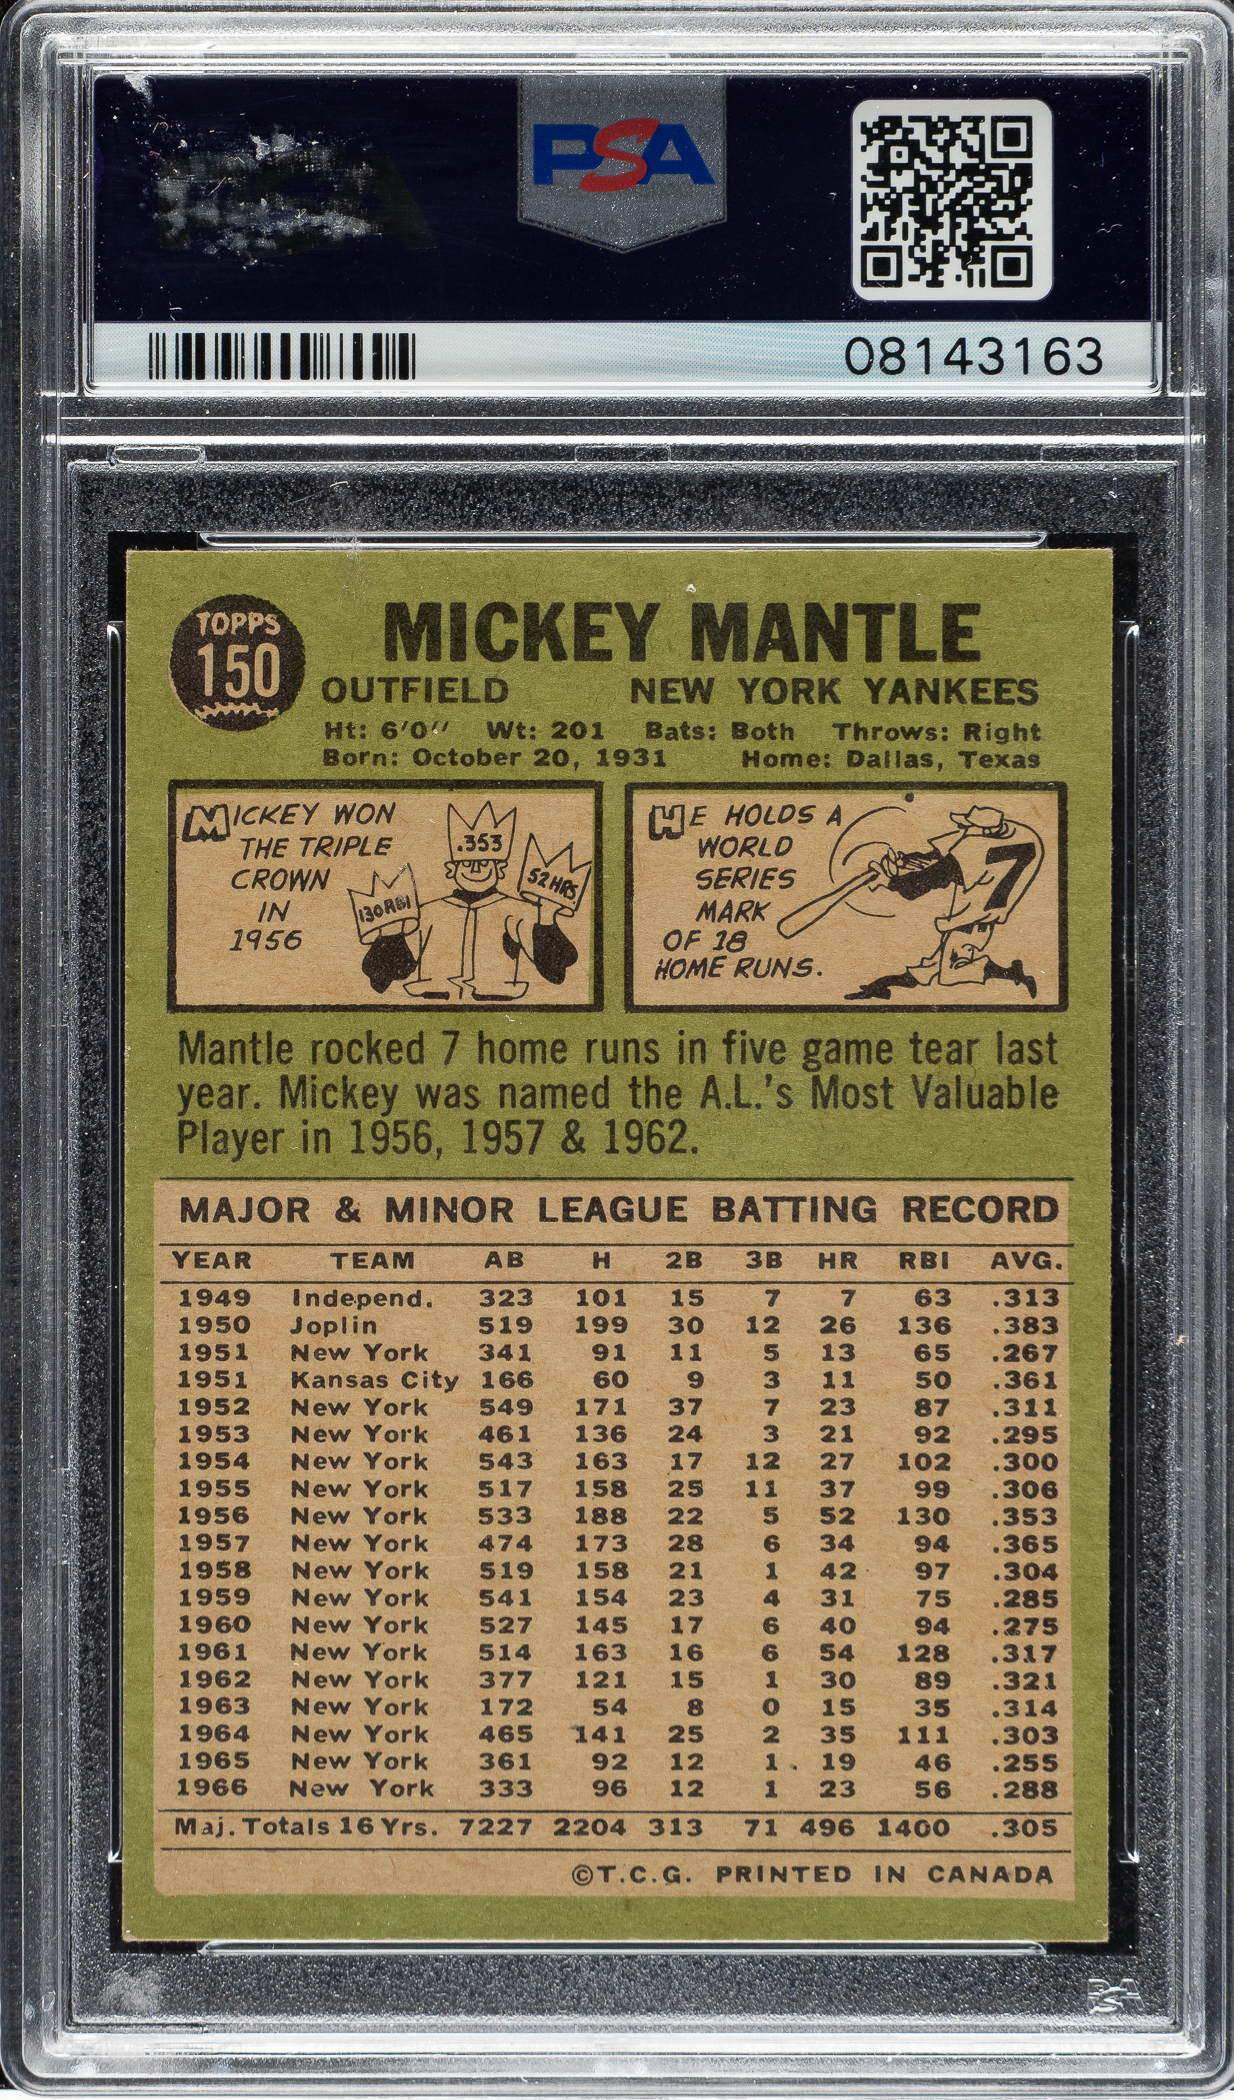 PSA
08143163
TOPPS
150
MICKEY MANTLE
OUTFIELD NEW YORK YANKEES
Ht: 6'0" Wt: 201 Bats: Both Throws: Right
Born: October 20, 1931 Home: Dallas, Texas
MICKEY WON
THE TRIPLE
CROWN
IN
1956
.353
130 RBI
52 HRS
HE HOLDS A
WORLD
SERIES
MARK
OF 18
HOME RUNS.
7
Mantle rocked 7 home runs in five game tear last
year. Mickey was named the A.L.'s Most Valuable
Player in 1956, 1957 & 1962.
MAJOR & MINOR LEAGUE BATTING RECORD
YEAR TEAM AB H 2B 3B HR RBI AVG.
1949 Independ. 323 101 15 7 7 63 .313
1950 Joplin 519 199 30 12 26 136 .383
1951 New York 341 91 11 5 13 65 .267
1951 Kansas City 166 60 9 3 11 50 .361
1952 New York 549 171 37 7 23 87 .311
1953 New York 461 136 24 3 21 92 .295
1954 New York 543 163 17 12 27 102 .300
1955 New York 517 158 25 11 37 99 .306
1956 New York 533 188 22 5 52 130 .353
1957 New York 474 173 28 6 34 94 .365
1958 New York 519 158 21 1 42 97 .304
1959 New York 541 154 23 4 31 75 .285
1960 New York 527 145 17 6 40 94 .275
1961 New York 514 163 16 6 54 128 .317
1962 New York 377 121 15 1 30 89 .321
1963 New York 172 54 8 0 15 35 .314
1964 New York 465 141 25 2 35 111 .303
1965 New York 361 92 12 1 19 46 .255
1966 New York 333 96 12 1 23 56 .288
Maj. Totals 16 Yrs. 7227 2204 313 71 496 1400 .305
©T.C.G. PRINTED IN CANADA
PSA